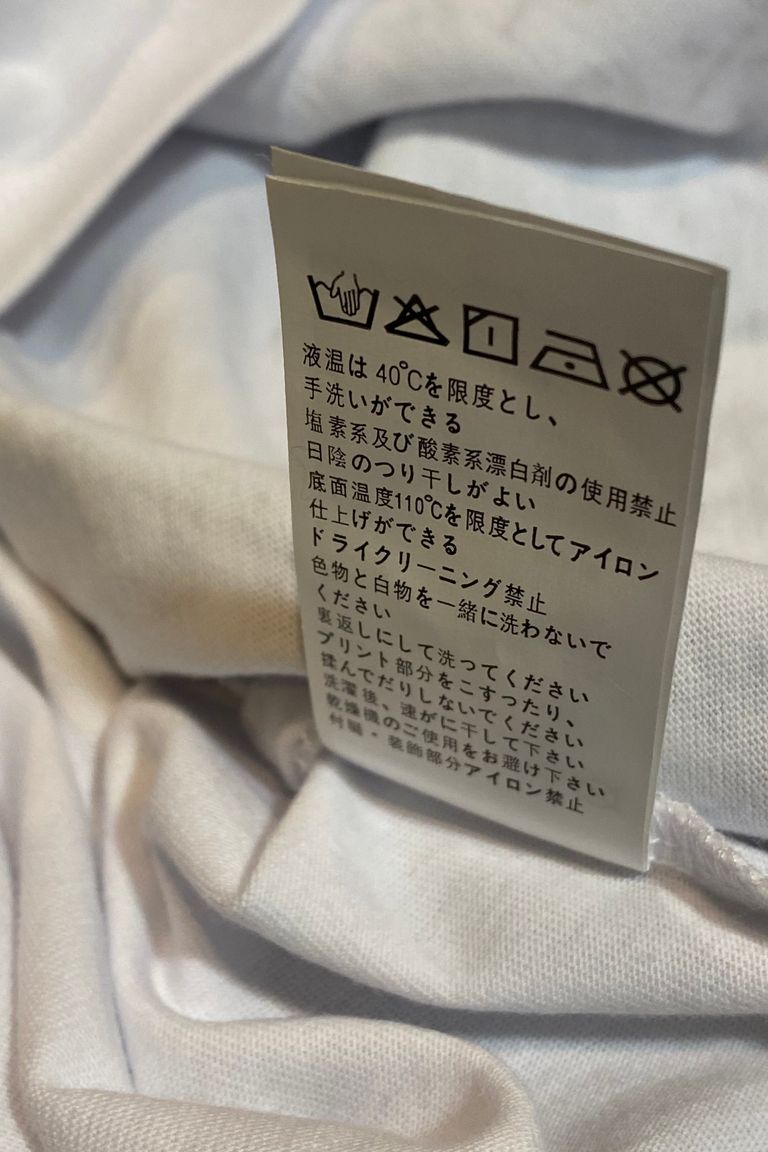 液温は 40℃を限度とし、
手洗いができる
塩素系及び酸素系漂白剤の使用禁止
日陰のつり干しがよい
底面温度110℃を限度としてアイロン
仕上げができる
ドライクリーニング禁止
色物と白物を一緒に洗わないで
ください
裏返しにして洗ってください
プリント部分をこすったり、
揉んでだりしないでください
洗濯後、速がに干して下さい
乾燥機のご使用をお避け下さい
付属・装飾部分アイロン禁止